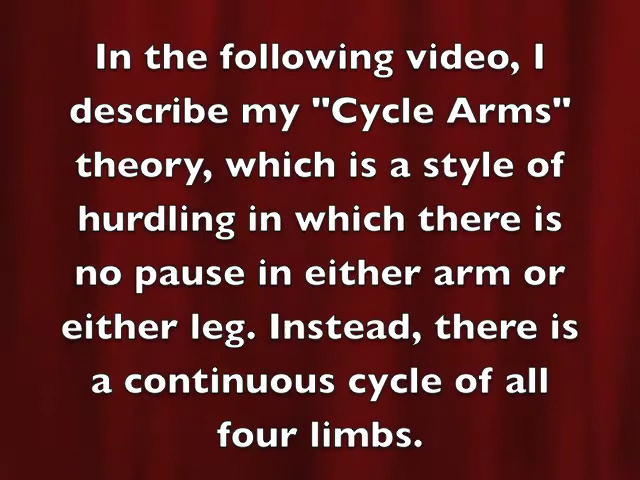 In the following video, I
describe my "Cycle Arms"
theory, which is a style of
hurdling in which there is
no pause in either arm or
either leg. Instead, there is
a continuous cycle of all
four limbs.